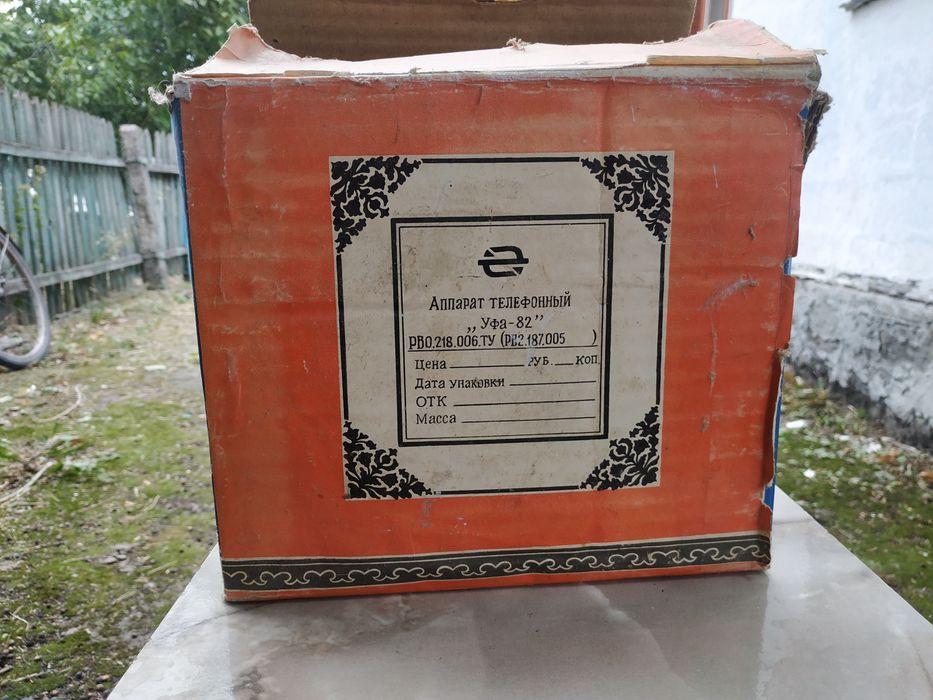 Аппарат телефонный
„Уфа-82”
РВ0.218.006.ТУ (РВ2.187.005 )
Цена руб. коп.
Дата упаковки
ОТК
Масса